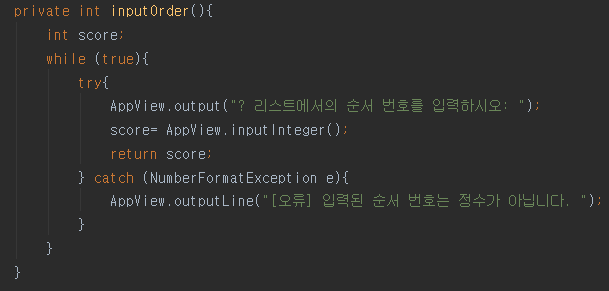 private int inputOrder(){
int score;
while (true){
try{
AppView.output("? 리스트에서의 순서 번호를 입력하시오: ");
score= AppView.inputInteger();
return score;
} catch (NumberFormatException e){
AppView.outputLine("[오류] 입력된 순서 번호는 정수가 아닙니다. ");
}
}
}